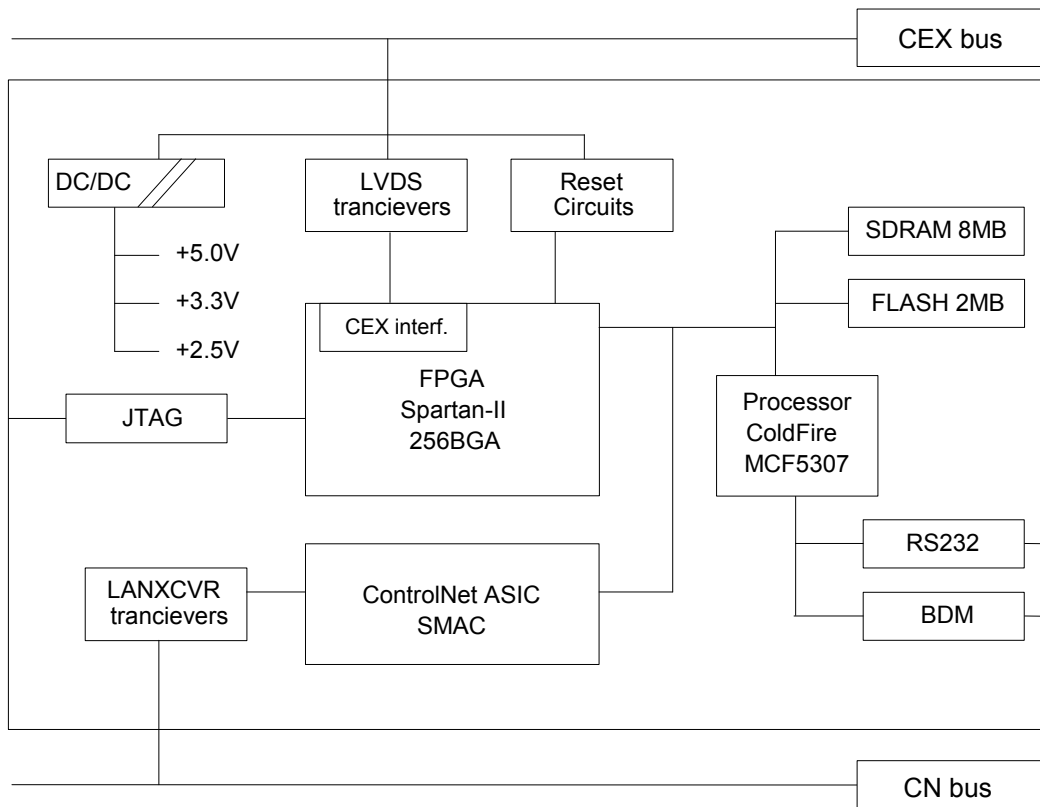 CEX bus
DC/DC
LVDS
trancievers
Reset
Circuits
SDRAM 8MB
+5.0V
+3.3V
+2.5V
FLASH 2MB
CEX interf.
FPGA
Spartan-II
256BGA
JTAG
Processor
ColdFire
MCF5307
RS232
LANXCVR
trancievers
ControlNet ASIC
SMAC
BDM
CN bus